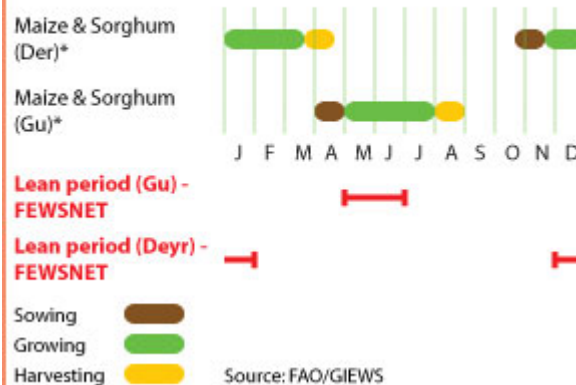 Maize & Sorghum
(Der)*
Maize & Sorghum
(Gu)*
J F M A M J J A S O N D
Lean period (Gu) -
FEWSNET
Lean period (Deyr) -
FEWSNET
Sowing
Growing
Harvesting
Source: FAO/GIEWS